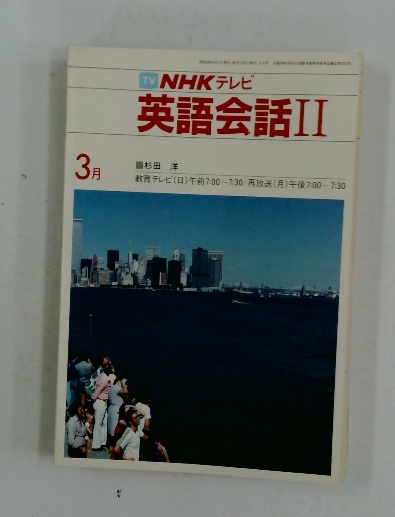 TV NHKテレビ
英語会話II
3月
■杉田 洋
教育テレビ(日)午前7:00〜7:30/再放送(月)午後7:00〜7:30